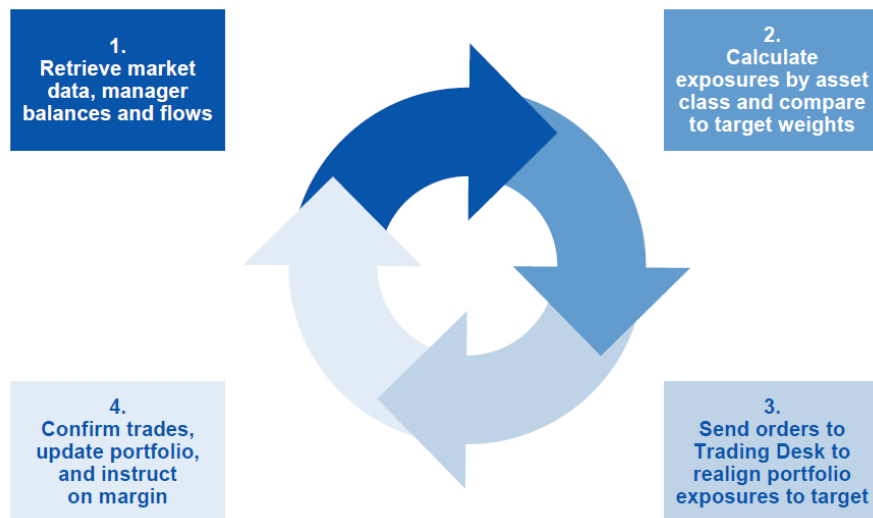 1.
Retrieve market
data, manager
balances and flows
2.
Calculate
exposures by asset
class and compare
to target weights
3.
Send orders to
Trading Desk to
realign portfolio
exposures to target
4.
Confirm trades,
update portfolio,
and instruct
on margin